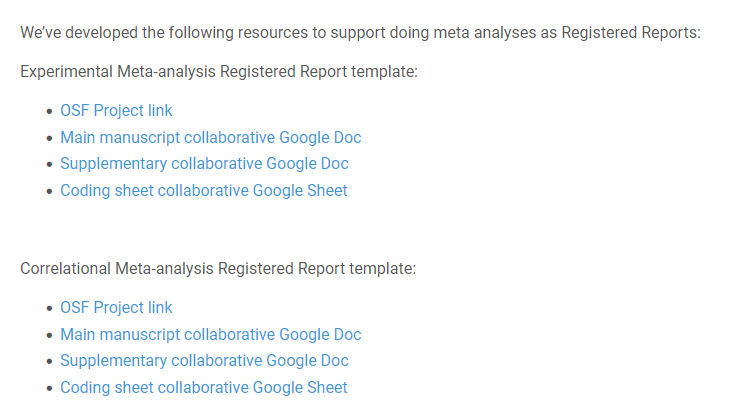 We’ve developed the following resources to support doing meta analyses as Registered Reports:
Experimental Meta-analysis Registered Report template:
• OSF Project link
• Main manuscript collaborative Google Doc
• Supplementary collaborative Google Doc
• Coding sheet collaborative Google Sheet
Correlational Meta-analysis Registered Report template:
• OSF Project link
• Main manuscript collaborative Google Doc
• Supplementary collaborative Google Doc
• Coding sheet collaborative Google Sheet